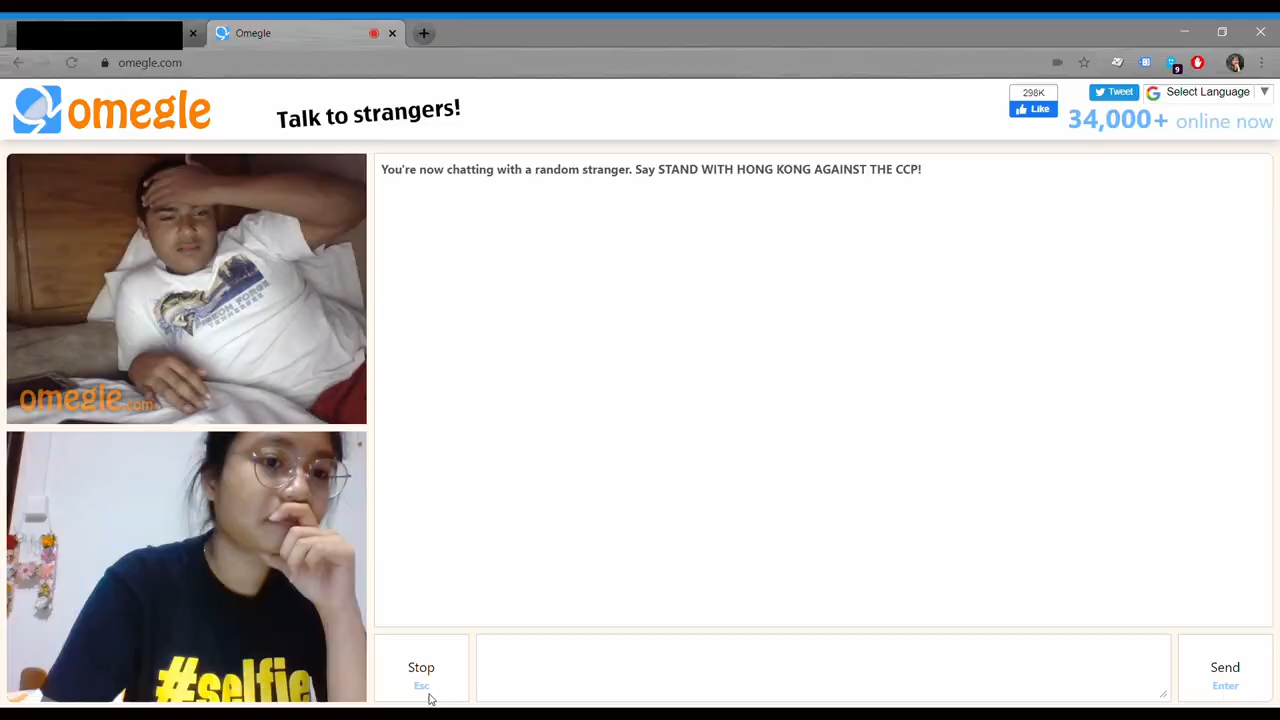 Omegle
omegle.com
9
omegle
Talk to strangers!
298K
Like
Tweet
Select Language
34,000+ online now
You're now chatting with a random stranger. Say STAND WITH HONG KONG AGAINST THE CCP!
TENNESSEE
omegle.com
#selfie
Stop
Esc
Send
Enter